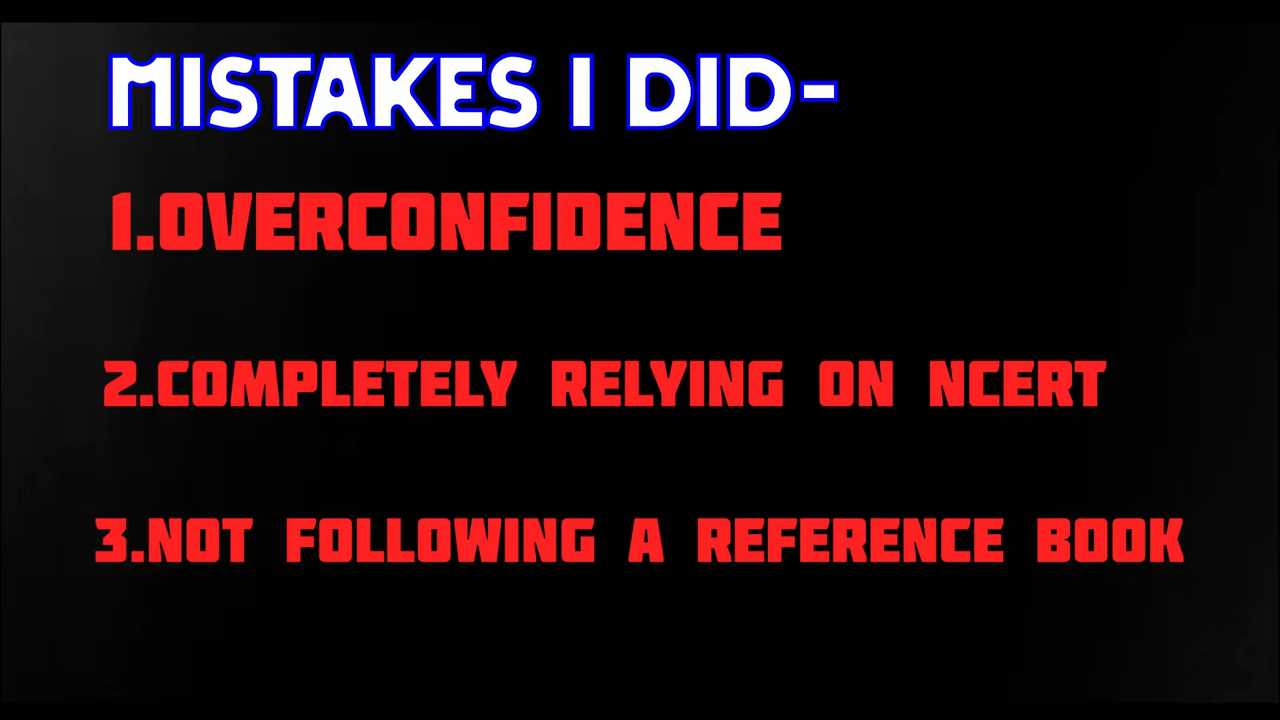 MISTAKES I DID-
1.OVERCONFIDENCE
2.COMPLETELY RELYING ON NCERT
3.NOT FOLLOWING A REFERENCE BOOK